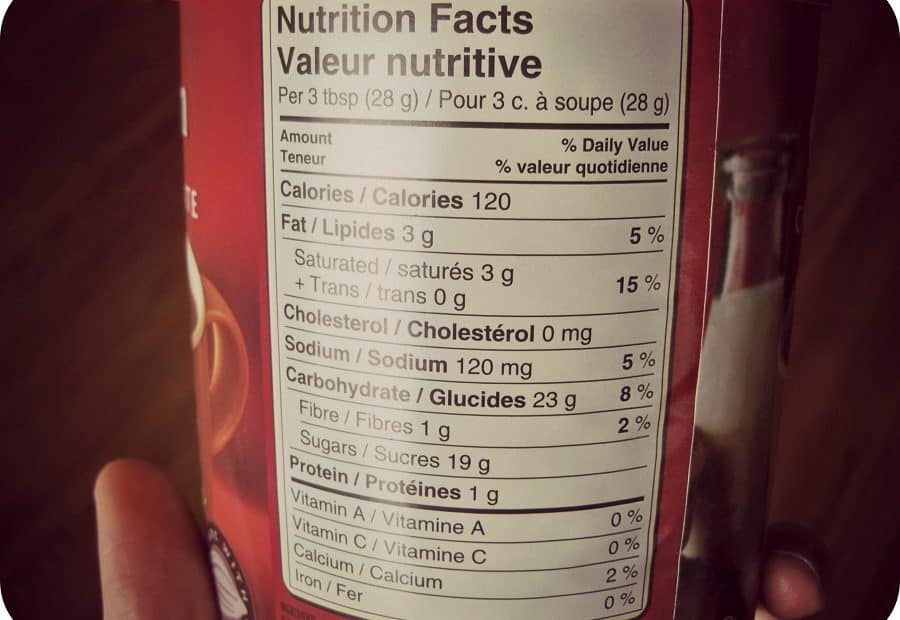 Nutrition Facts
Valeur nutritive
Per 3 tbsp (28 g) / Pour 3 c. à soupe (28 g)
Amount
Teneur
% Daily Value
% valeur quotidienne
Calories / Calories 120
Fat / Lipides 3 g 5 %
Saturated / saturés 3 g
+ Trans / trans 0 g
15 %
Cholesterol / Cholestérol 0 mg
Sodium / Sodium 120 mg 5 %
Carbohydrate / Glucides 23 g 8 %
Fibre / Fibres 1 g 2 %
Sugars / Sucres 19 g
Protein / Protéines 1 g
Vitamin A / Vitamine A 0 %
Vitamin C / Vitamine C 0 %
Calcium / Calcium 2 %
Iron / Fer 0 %